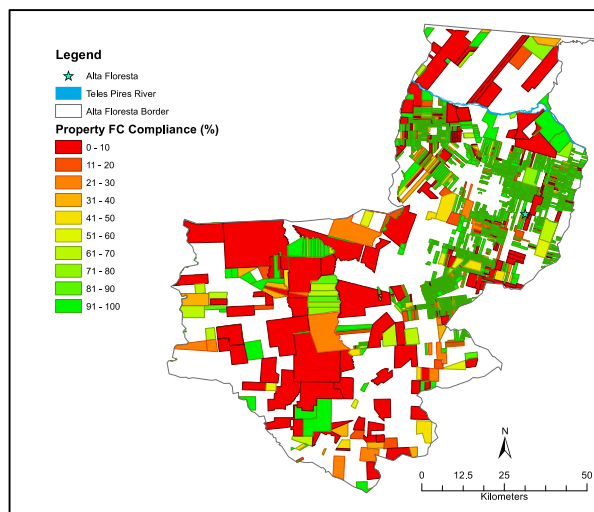 Legend
Alta Floresta
Teles Pires River
Alta Floresta Border
Property FC Compliance (%)
0 - 10
11 - 20
21 - 30
31 - 40
41 - 50
51 - 60
61 - 70
71 - 80
81 - 90
91 - 100
N
0 12.5 25 50
Kilometers